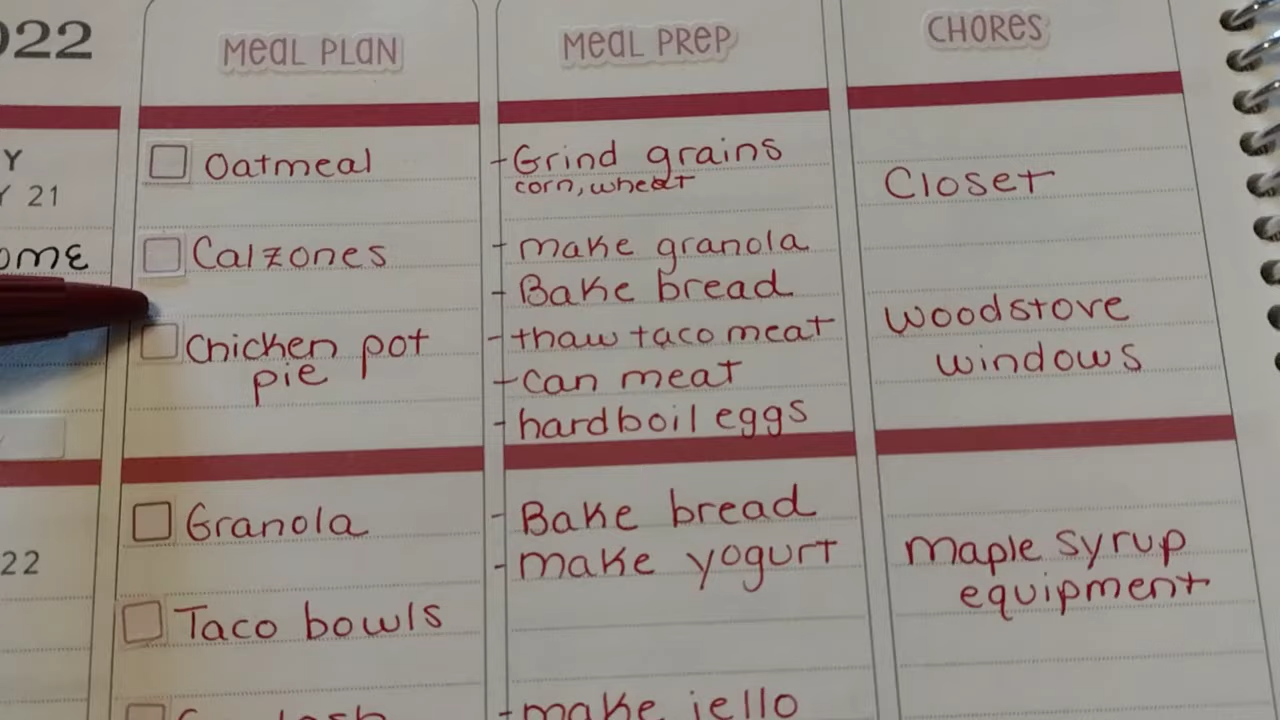 022
MEAL PLAN
MEAL PREP
CHORES
Y
Y 21
OME
Oatmeal
Calzones
Chicken pot
pie
-Grind grains
corn, wheat
- make granola
- Bake bread
- thaw taco meat
- can meat
- hardboil eggs
Closet
Woodstove
windows
22
Granola
Taco bowls
- Bake bread
- make yogurt
- make jello
maple syrup
equipment